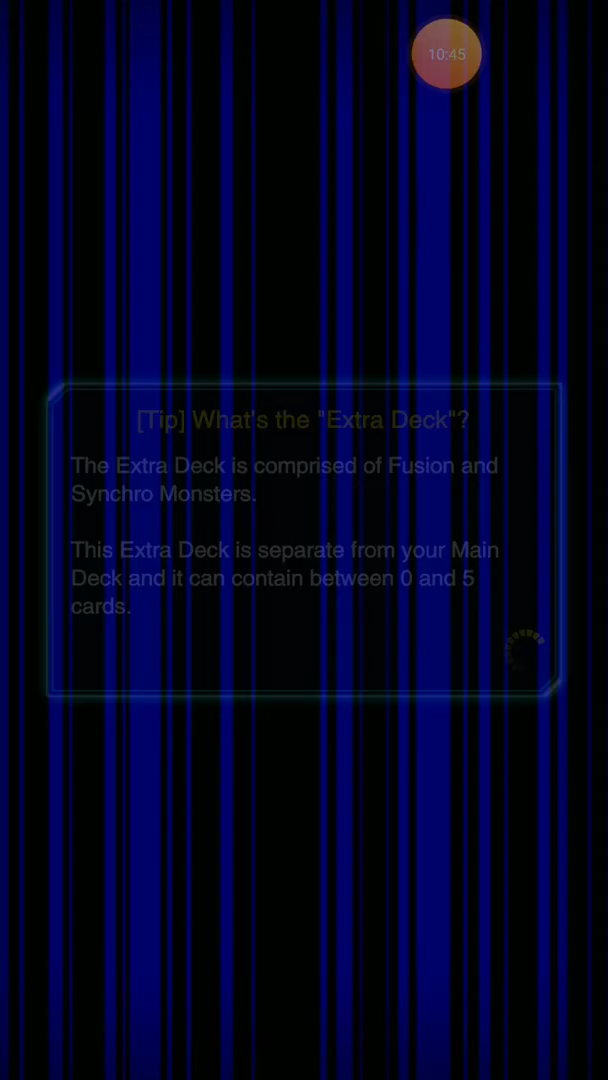 10:45
[Tip] What's the "Extra Deck"?
The Extra Deck is comprised of Fusion and
Synchro Monsters.
This Extra Deck is separate from your Main
Deck and it can contain between 0 and 5
cards.